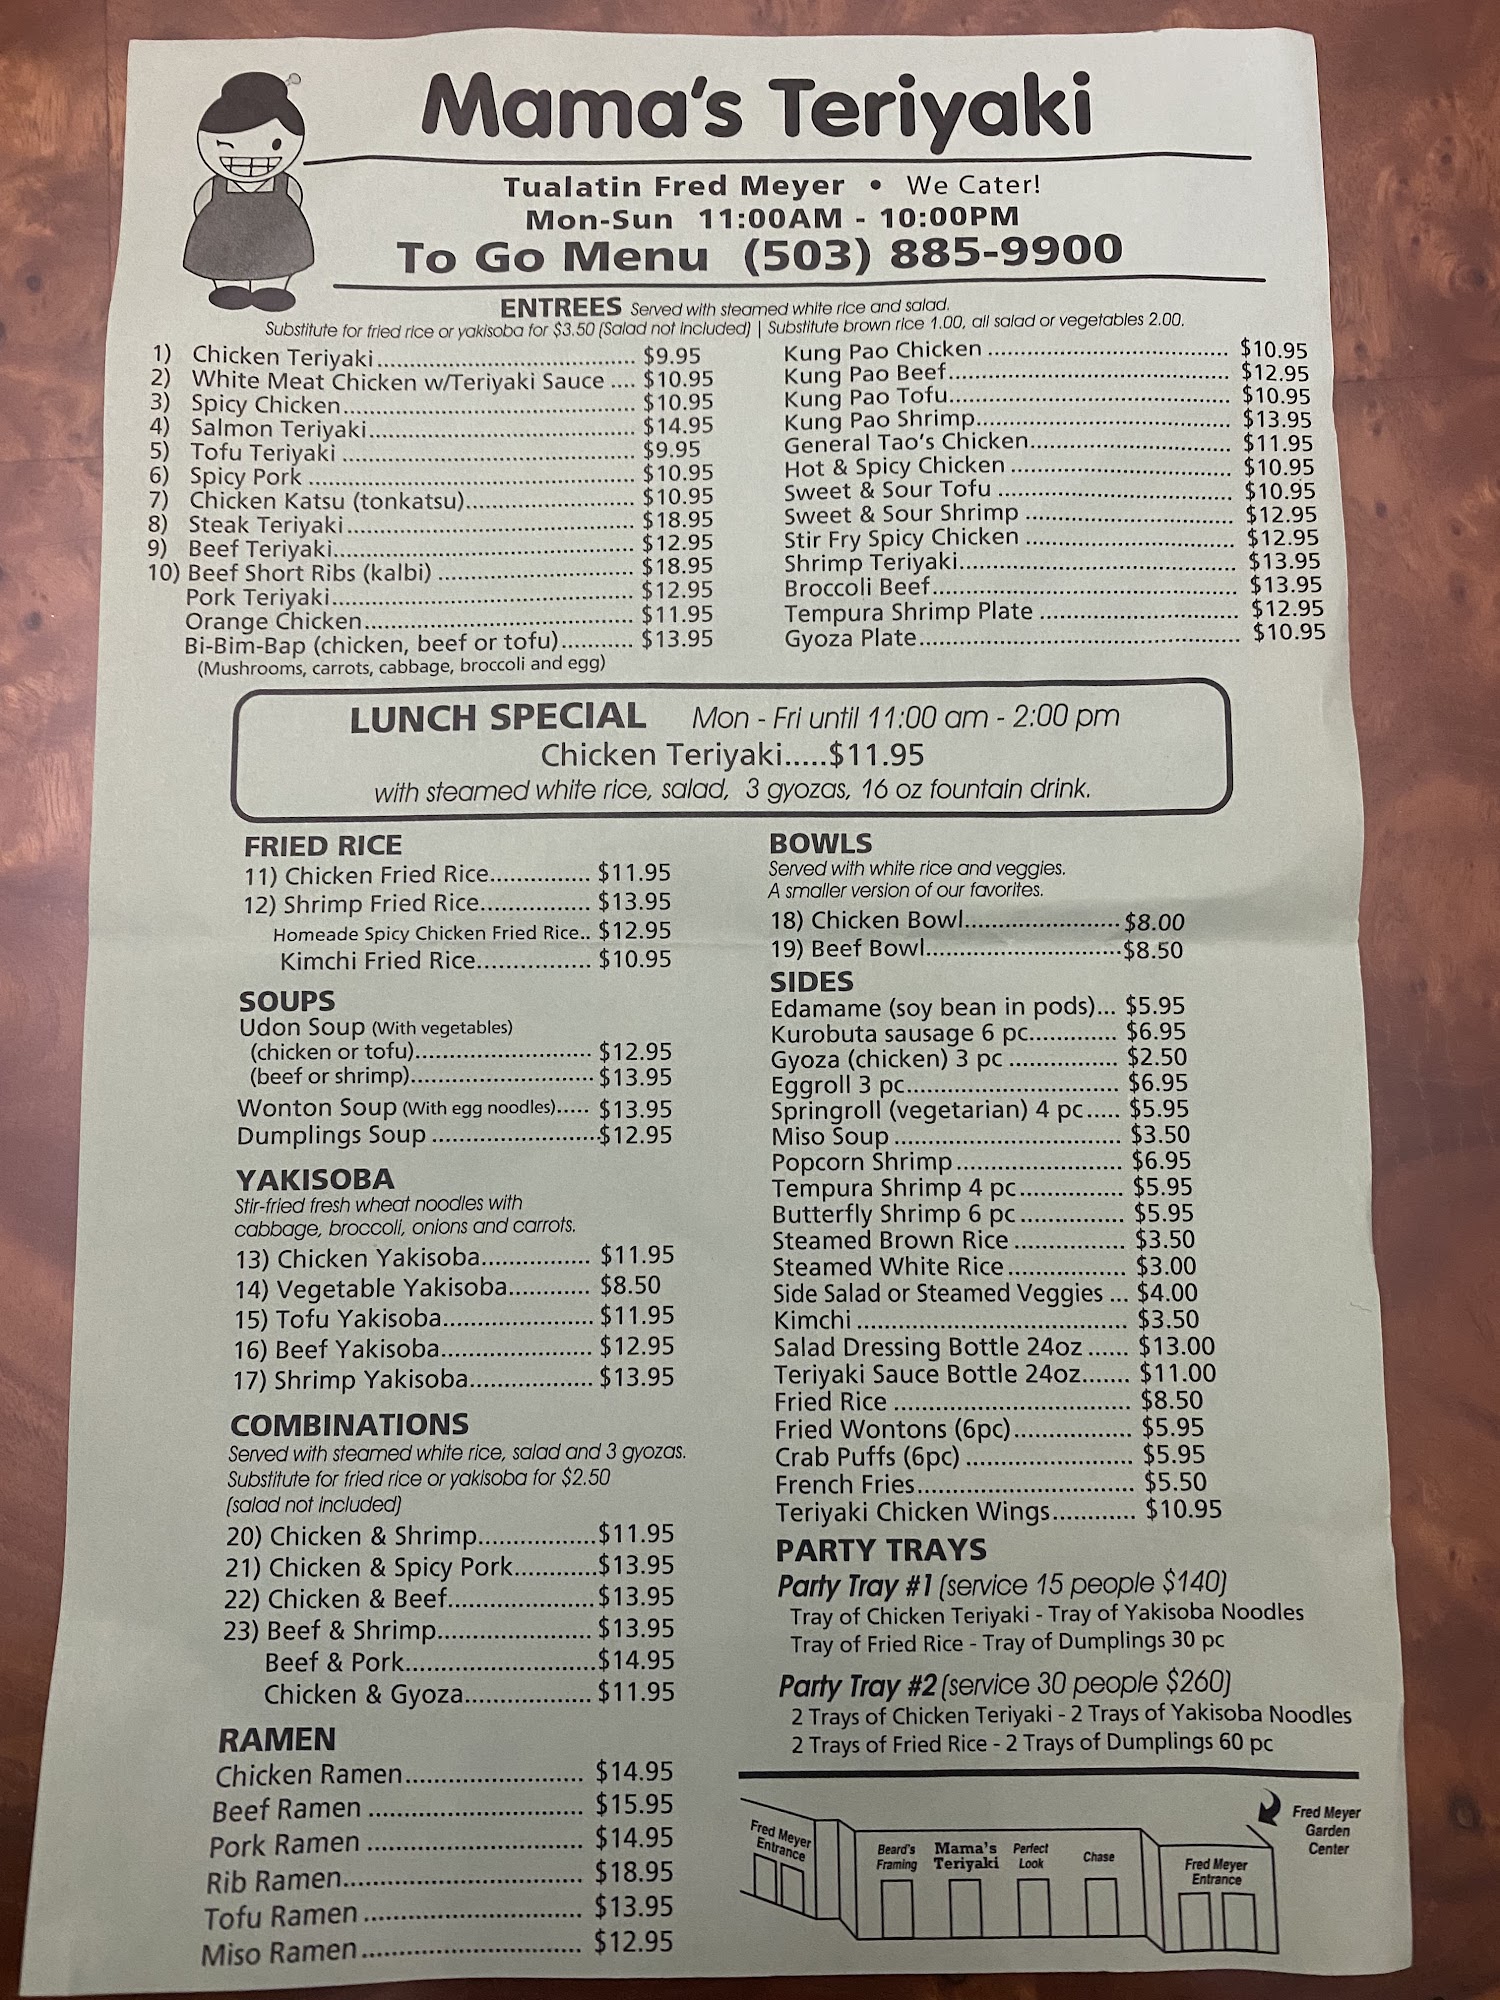 Mama's Teriyaki
Tualatin Fred Meyer • We Cater!
Mon-Sun 11:00AM - 10:00PM
To Go Menu (503) 885-9900
ENTREES Served with steamed white rice and salad.
Substitute for fried rice or yakisoba for $3.50 (Salad not included) | Substitute brown rice 1.00, all salad or vegetables 2.00.
1) Chicken Teriyaki $9.95
2) White Meat Chicken w/Teriyaki Sauce $10.95
3) Spicy Chicken $10.95
4) Salmon Teriyaki $14.95
5) Tofu Teriyaki $9.95
6) Spicy Pork $10.95
7) Chicken Katsu (tonkatsu) $10.95
8) Steak Teriyaki $18.95
9) Beef Teriyaki $12.95
10) Beef Short Ribs (kalbi) $18.95
Pork Teriyaki $12.95
Orange Chicken $11.95
Bi-Bim-Bap (chicken, beef or tofu) $13.95
(Mushrooms, carrots, cabbage, broccoli and egg)
Kung Pao Chicken $10.95
Kung Pao Beef $12.95
Kung Pao Tofu $10.95
Kung Pao Shrimp $13.95
General Tao's Chicken $11.95
Hot & Spicy Chicken $10.95
Sweet & Sour Tofu $10.95
Sweet & Sour Shrimp $12.95
Stir Fry Spicy Chicken $12.95
Shrimp Teriyaki $13.95
Broccoli Beef $13.95
Tempura Shrimp Plate $12.95
Gyoza Plate $10.95
LUNCH SPECIAL Mon - Fri until 11:00 am - 2:00 pm
Chicken Teriyaki.....$11.95
with steamed white rice, salad, 3 gyozas, 16 oz fountain drink.
FRIED RICE
11) Chicken Fried Rice $11.95
12) Shrimp Fried Rice $13.95
Homeade Spicy Chicken Fried Rice.. $12.95
Kimchi Fried Rice $10.95
SOUPS
Udon Soup (With vegetables)
(chicken or tofu) $12.95
(beef or shrimp) $13.95
Wonton Soup (With egg noodles) $13.95
Dumplings Soup $12.95
YAKISOBA
Stir-fried fresh wheat noodles with
cabbage, broccoli, onions and carrots.
13) Chicken Yakisoba $11.95
14) Vegetable Yakisoba $8.50
15) Tofu Yakisoba $11.95
16) Beef Yakisoba $12.95
17) Shrimp Yakisoba $13.95
COMBINATIONS
Served with steamed white rice, salad and 3 gyozas.
Substitute for fried rice or yakisoba for $2.50
(salad not included)
20) Chicken & Shrimp $11.95
21) Chicken & Spicy Pork $13.95
22) Chicken & Beef $13.95
23) Beef & Shrimp $13.95
Beef & Pork $14.95
Chicken & Gyoza $11.95
RAMEN
Chicken Ramen $14.95
Beef Ramen $15.95
Pork Ramen $14.95
Rib Ramen $18.95
Tofu Ramen $13.95
Miso Ramen $12.95
BOWLS
Served with white rice and veggies.
A smaller version of our favorites.
18) Chicken Bowl $8.00
19) Beef Bowl $8.50
SIDES
Edamame (soy bean in pods)... $5.95
Kurobuta sausage 6 pc $6.95
Gyoza (chicken) 3 pc $2.50
Eggroll 3 pc $6.95
Springroll (vegetarian) 4 pc $5.95
Miso Soup $3.50
Popcorn Shrimp $6.95
Tempura Shrimp 4 pc $5.95
Butterfly Shrimp 6 pc $5.95
Steamed Brown Rice $3.50
Steamed White Rice $3.00
Side Salad or Steamed Veggies ... $4.00
Kimchi $3.50
Salad Dressing Bottle 24oz $13.00
Teriyaki Sauce Bottle 24oz $11.00
Fried Rice $8.50
Fried Wontons (6pc) $5.95
Crab Puffs (6pc) $5.95
French Fries $5.50
Teriyaki Chicken Wings $10.95
PARTY TRAYS
Party Tray #1 (service 15 people $140)
Tray of Chicken Teriyaki - Tray of Yakisoba Noodles
Tray of Fried Rice - Tray of Dumplings 30 pc
Party Tray #2 (service 30 people $260)
2 Trays of Chicken Teriyaki - 2 Trays of Yakisoba Noodles
2 Trays of Fried Rice - 2 Trays of Dumplings 60 pc
Fred Meyer
Entrance
Beard's
Framing
Mama's
Teriyaki
Perfect
Look
Chase
Fred Meyer
Entrance
Fred Meyer
Garden
Center